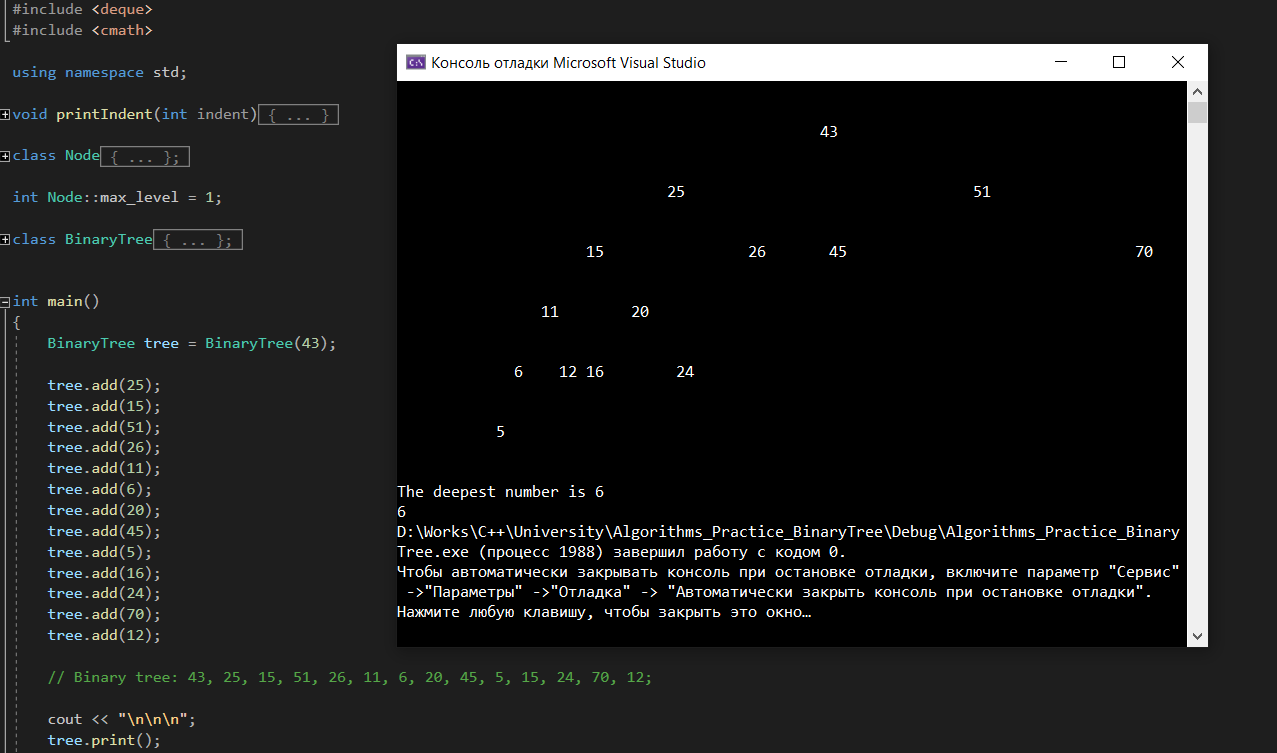 #include <deque>
#include <cmath>
using namespace std;
void printIndent(int indent){ ... }
class Node{ ... };
int Node::max_level = 1;
class BinaryTree{ ... };
int main()
{
BinaryTree tree = BinaryTree(43);
tree.add(25);
tree.add(15);
tree.add(51);
tree.add(26);
tree.add(11);
tree.add(6);
tree.add(20);
tree.add(45);
tree.add(5);
tree.add(16);
tree.add(24);
tree.add(70);
tree.add(12);
// Binary tree: 43, 25, 15, 51, 26, 11, 6, 20, 45, 5, 15, 24, 70, 12;
cout << "\n\n\n";
tree.print();
C:\ Консоль отладки Microsoft Visual Studio
43
25 51
15 26 45 70
11 20
6 12 16 24
5
The deepest number is 6
6
D:\Works\C++\University\Algorithms_Practice_BinaryTree\Debug\Algorithms_Practice_Binary
Tree.exe (процесс 1988) завершил работу с кодом 0.
Чтобы автоматически закрывать консоль при остановке отладки, включите параметр "Сервис"
->"Параметры" ->"Отладка" -> "Автоматически закрыть консоль при остановке отладки".
Нажмите любую клавишу, чтобы закрыть это окно…